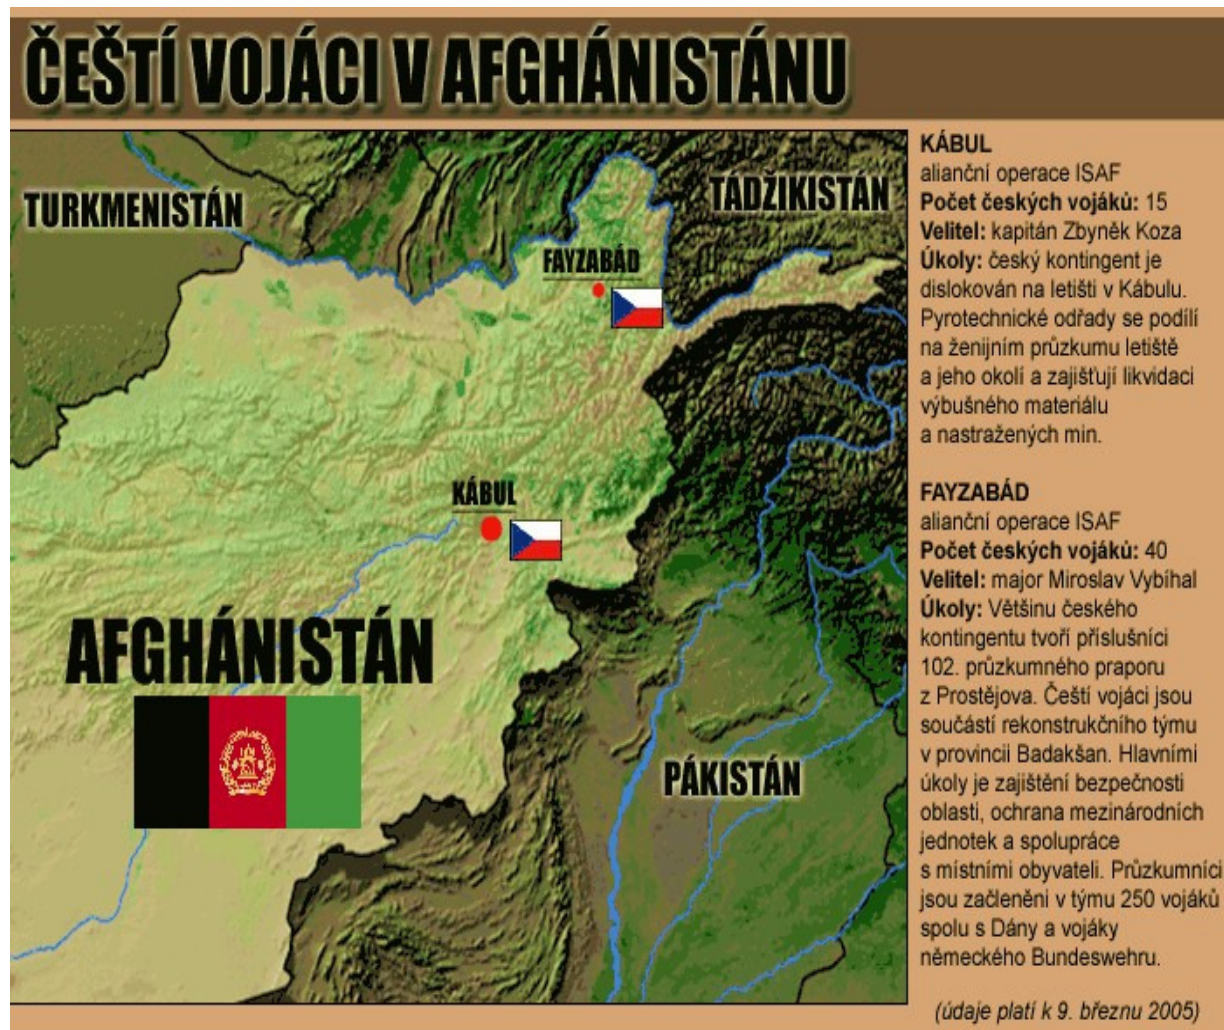 ČEŠTÍ VOJÁCI V AFGHÁNISTÁNU
TURKMENISTÁN
TÁDŽIKISTÁN
FAYZABÁD
KÁBUL
AFGHÁNISTÁN
PÁKISTÁN
KÁBUL
alianční operace ISAF
Počet českých vojáků: 15
Velitel: kapitán Zbyněk Koza
Úkoly: český kontingent je
dislokován na letišti v Kábulu.
Pyrotechnické odřady se podílí
na ženijním průzkumu letiště
a jeho okolí a zajišťují likvidaci
výbušného materiálu
a nastražených min.
FAYZABÁD
alianční operace ISAF
Počet českých vojáků: 40
Velitel: major Miroslav Vybíhal
Úkoly: Většinu českého
kontingentu tvoří příslušníci
102. průzkumného praporu
z Prostějova. Čeští vojáci jsou
součástí rekonstrukčního týmu
v provincii Badakšan. Hlavními
úkoly je zajištění bezpečnosti
oblasti, ochrana mezinárodních
jednotek a spolupráce
s místními obyvateli. Průzkumníci
jsou začleněni v týmu 250 vojáků
spolu s Dány a vojáky
německého Bundeswehru.
(údaje platí k 9. březnu 2005)